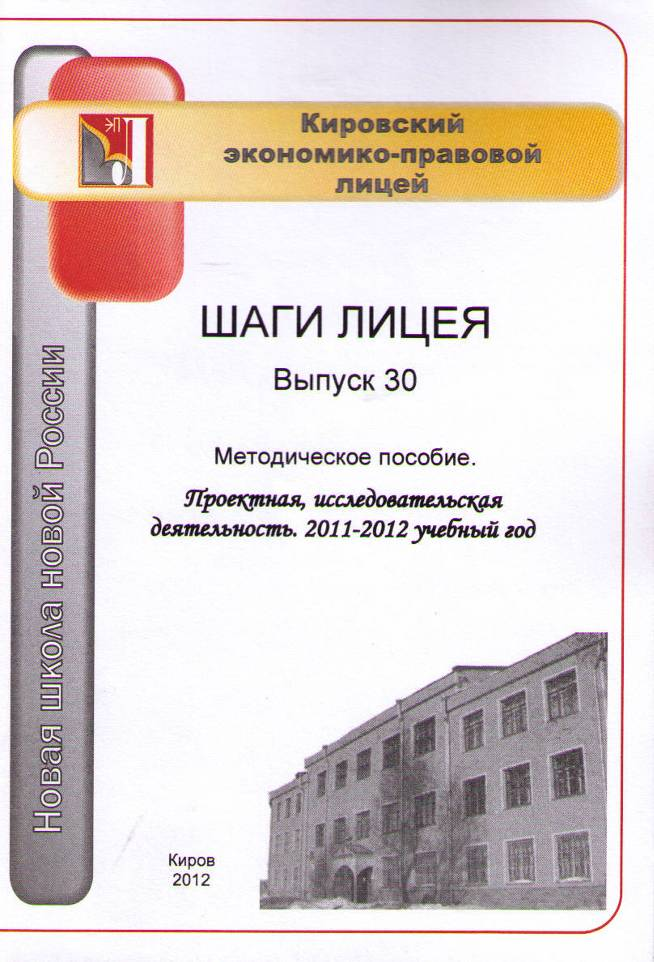 ЭП
Кировский
экономико-правовой
лицей
ШАГИ ЛИЦЕЯ
Выпуск 30
Методическое пособие.
Проектная, исследовательская
деятельность. 2011-2012 учебный год
Новая школа новой России
Киров
2012